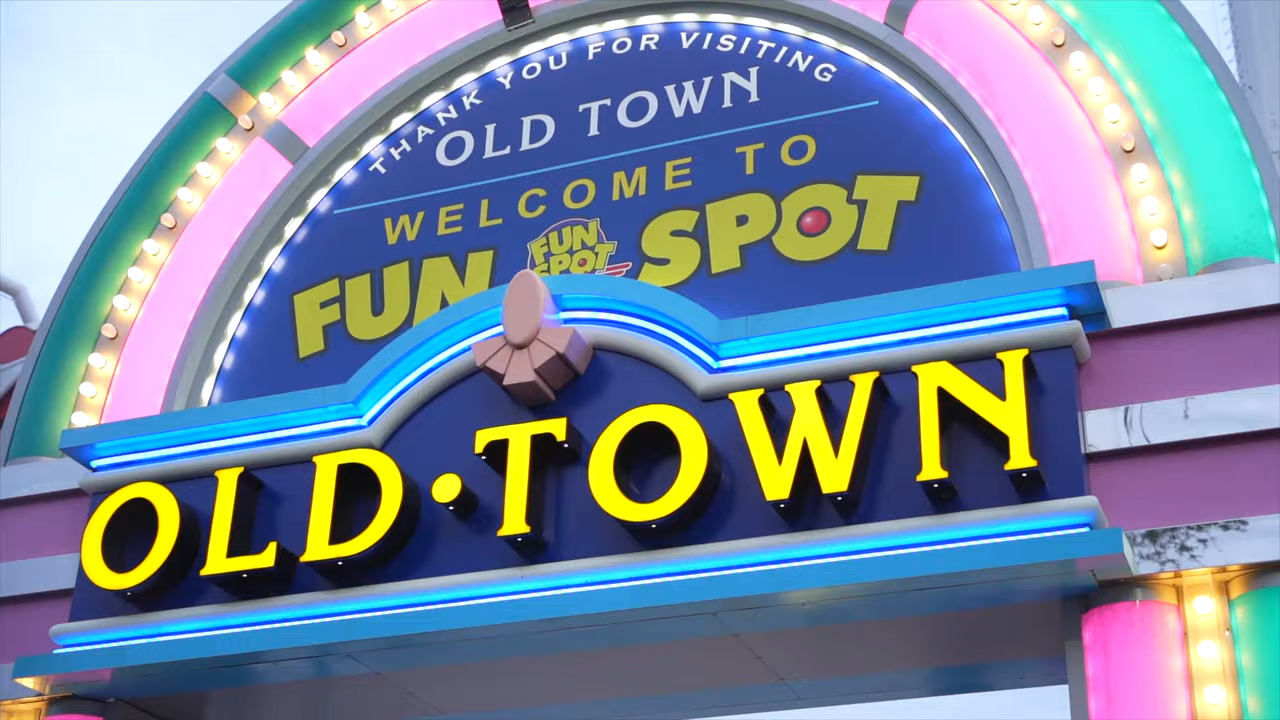 THANK YOU FOR VISITING
OLD TOWN
WELCOME TO
FUN SPOT
FUN
SPOT
OLD·TOWN